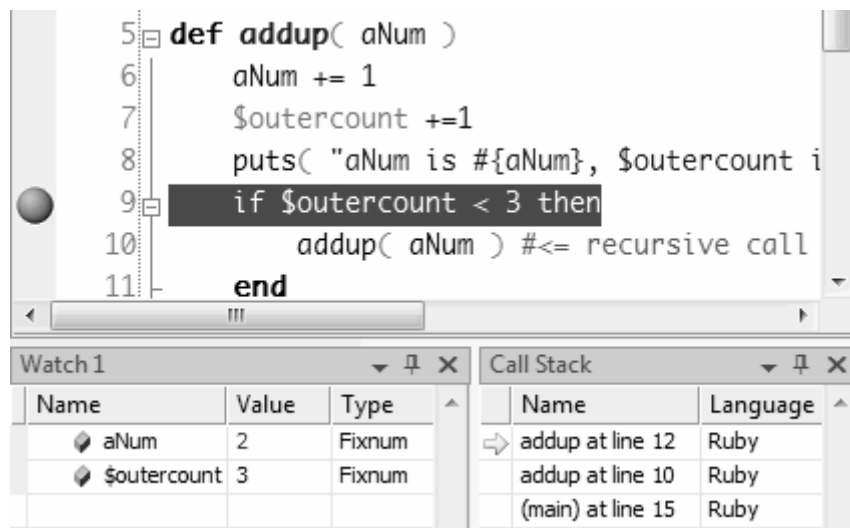 5 def addup( aNum )
6 aNum += 1
7 $outercount +=1
8 puts( "aNum is #{aNum}, $outercount i
9 if $outercount < 3 then
10 addup( aNum ) #<= recursive call
11 end
Watch 1
Name Value Type
aNum 2 Fixnum
$outercount 3 Fixnum
Call Stack
Name Language
addup at line 12 Ruby
addup at line 10 Ruby
(main) at line 15 Ruby